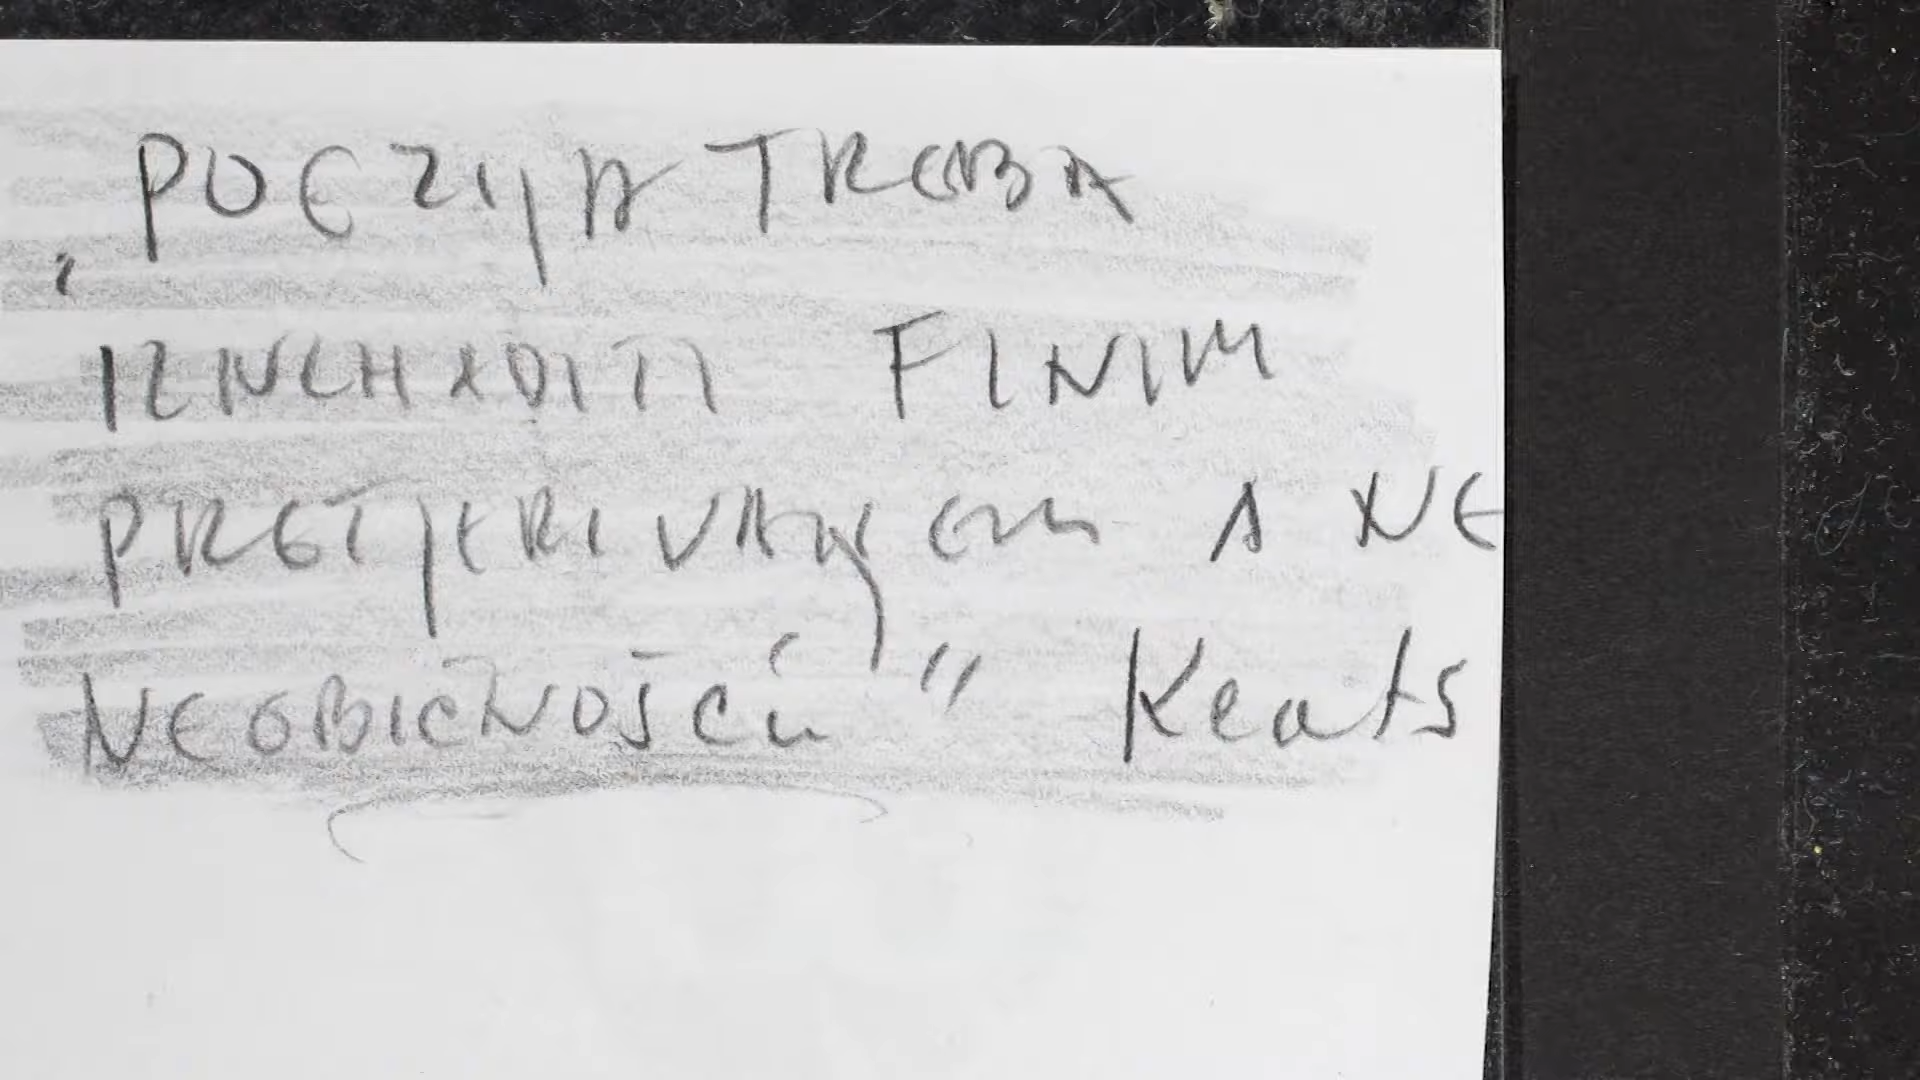 „POEZIJA TREBA
IZNENADITI FINIM
PRETJERIVANJEM A NE
NEOBIČNOŠĆU" Keats